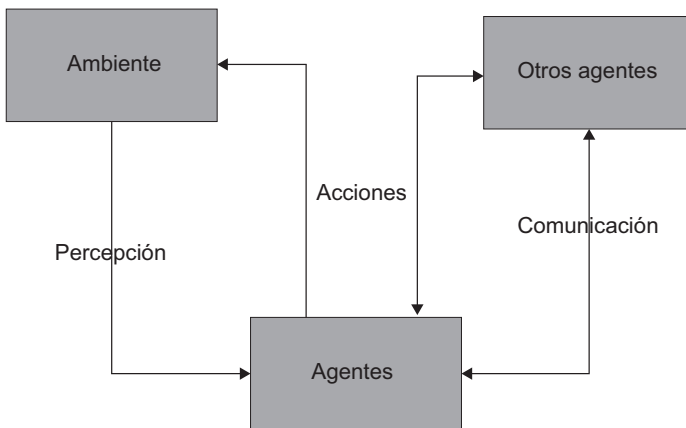 Ambiente
Otros agentes
Acciones
Comunicación
Percepción
Agentes